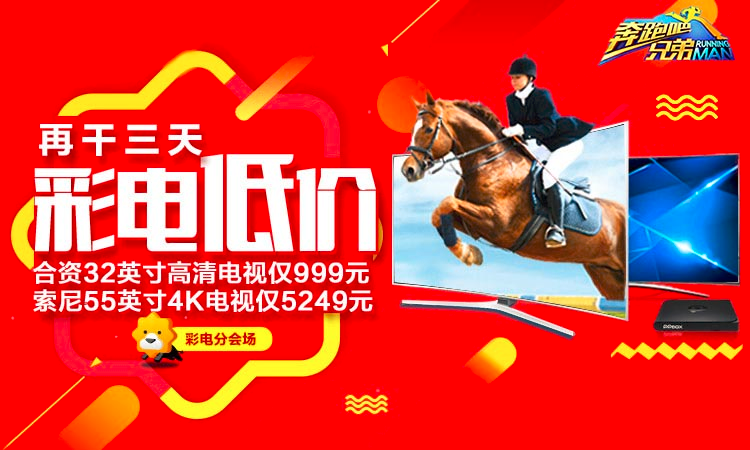 奔跑吧
兄弟
RUNNING
MAN
再干三天
彩电低价
合资32英寸高清电视仅999元
索尼55英寸4K电视仅5249元
彩电分会场
PPBOX